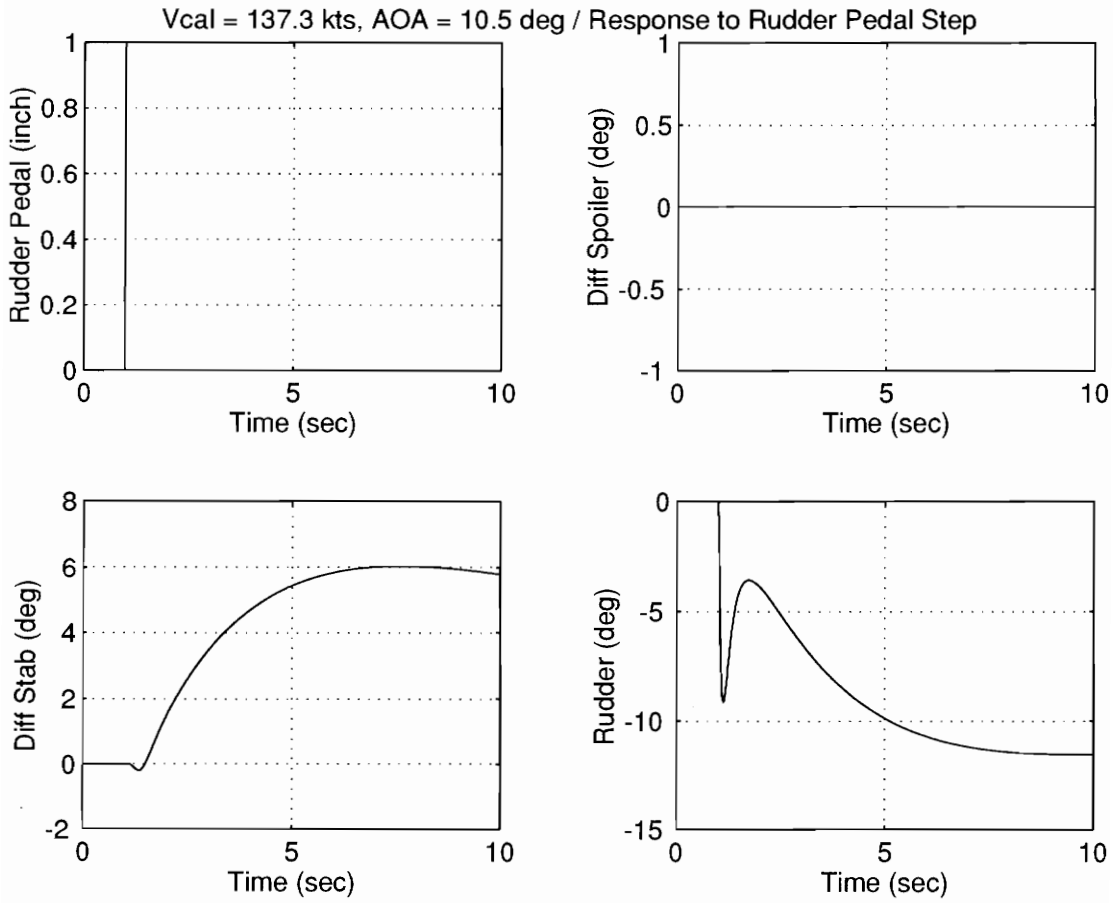 Vcal = 137.3 kts, AOA = 10.5 deg / Response to Rudder Pedal Step
Rudder Pedal (inch)
1
0.8
0.6
0.4
0.2
0
0 5 10
Time (sec)
Diff Spoiler (deg)
1
0.5
0
-0.5
-1
0 5 10
Time (sec)
Diff Stab (deg)
8
6
4
2
0
-2
0 5 10
Time (sec)
Rudder (deg)
0
-5
-10
-15
0 5 10
Time (sec)